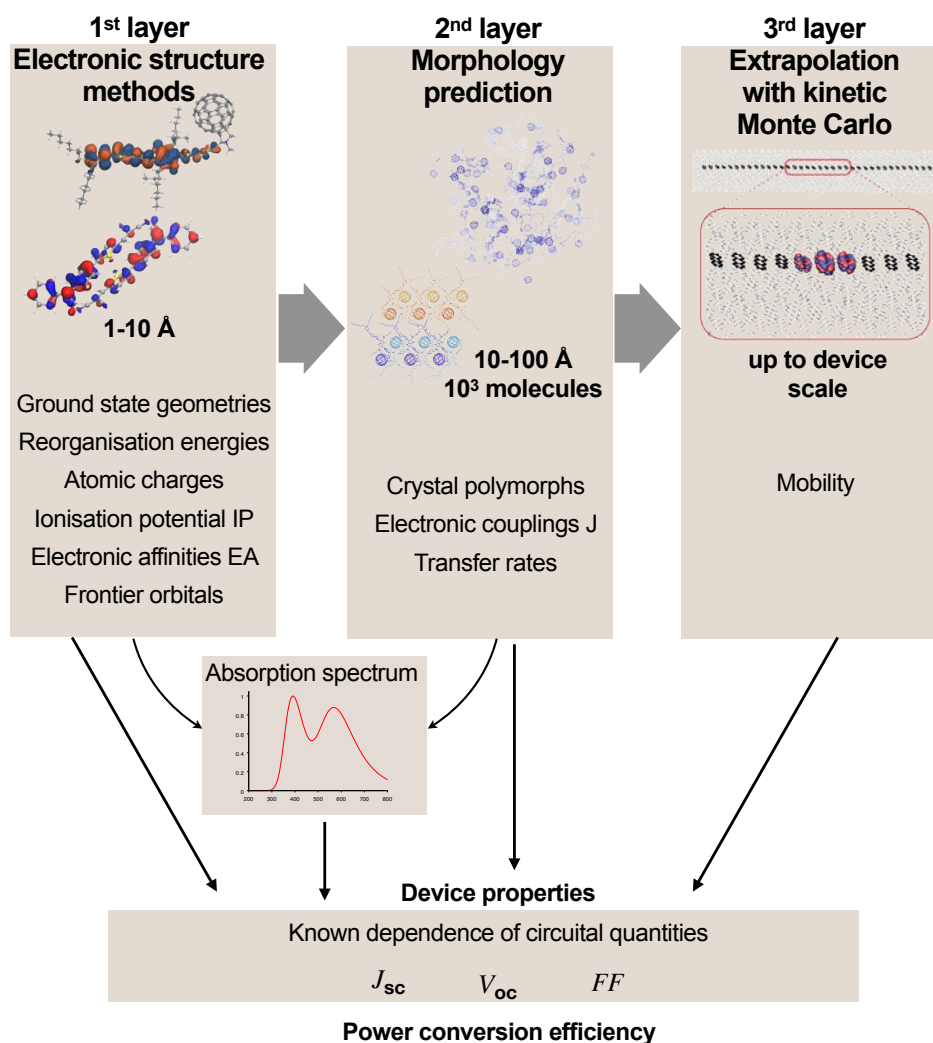 1st layer
Electronic structure
methods
1-10 Å
Ground state geometries
Reorganisation energies
Atomic charges
Ionisation potential IP
Electronic affinities EA
Frontier orbitals
2nd layer
Morphology
prediction
10-100 Å
10³ molecules
Crystal polymorphs
Electronic couplings J
Transfer rates
3rd layer
Extrapolation
with kinetic
Monte Carlo
up to device
scale
Mobility
Absorption spectrum
1
0.8
0.6
0.4
0.2
0
200 300 400 500 600 700 800
Device properties
Known dependence of circuital quantities
Jsc Voc FF
Power conversion efficiency